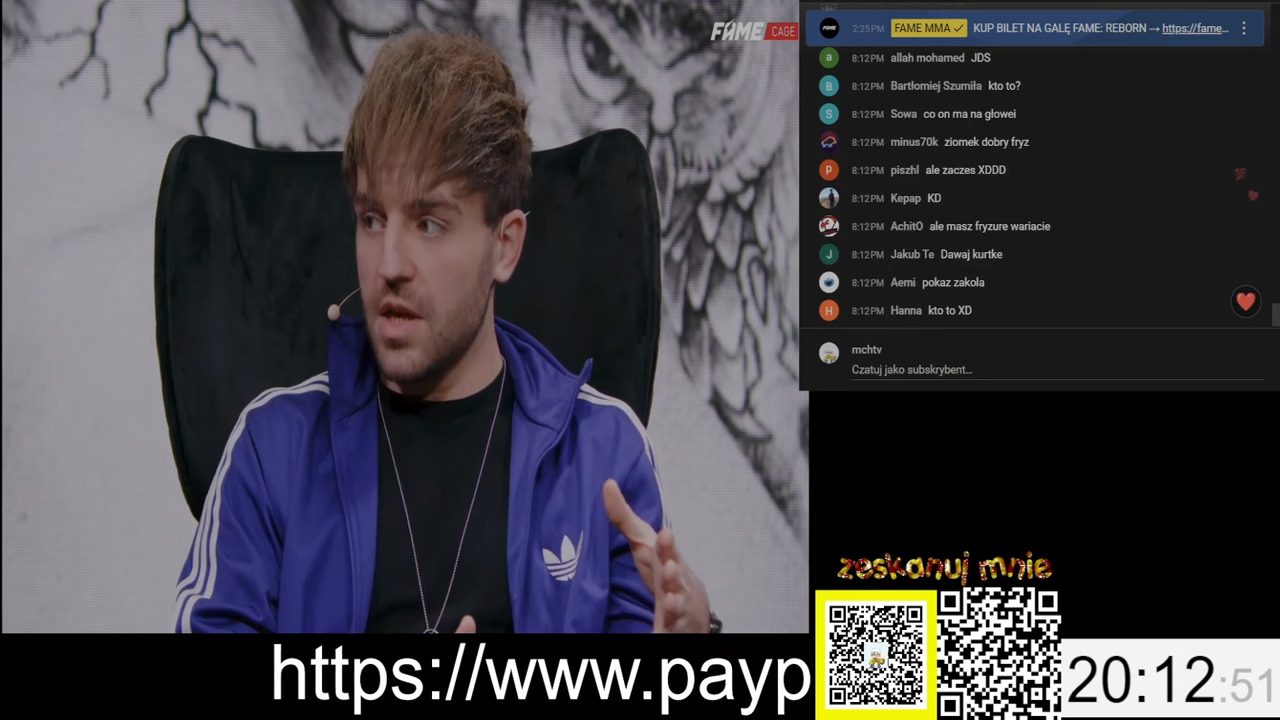 FAME CAGE
2:25PM FAME MMA ✓ KUP BILET NA GALĘ FAME: REBORN → https://fame...
8:12PM allah mohamed JDS
8:12PM Bartłomiej Szumiła kto to?
8:12PM Sowa co on ma na głowei
8:12PM minus70k ziomek dobry fryz
8:12PM piszhl ale zaczes XDDD
8:12PM Kepap KD
8:12PM AchitO ale masz fryzure wariacie
8:12PM Jakub Te Dawaj kurtke
8:12PM Aemi pokaz zakola
8:12PM Hanna kto to XD
mchtv
Czatuj jako subskrybent...
zeskanuj mnie
https://www.payp
20:12:51